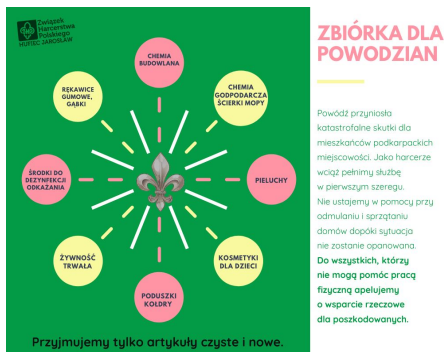 Związek
Harcerstwa
Polskiego
HUFIEC JAROSŁAW
CHEMIA
BUDOWLANA
RĘKAWICE
GUMOWE,
GĄBKI
CHEMIA
GOPODARCZA
ŚCIERKI MOPY
ŚRODKI DO
DEZYNFEKCJI
ODKAŻANIA
PIELUCHY
ŻYWNOŚĆ
TRWAŁA
KOSMETYKI
DLA DZIECI
PODUSZKI
KOŁDRY
Przyjmujemy tylko artykuły czyste i nowe.
ZBIÓRKA DLA
POWODZIAN
Powódź przyniosła
katastrofalne skutki dla
mieszkańców podkarpackich
miejscowości. Jako harcerze
wciąż pełnimy służbę
w pierwszym szeregu.
Nie ustajemy w pomocy przy
odmulaniu i sprzątaniu
domów dopóki sytuacja
nie zostanie opanowana.
Do wszystkich, którzy
nie mogą pomóc pracą
fizyczną apelujemy
o wsparcie rzeczowe
dla poszkodowanych.